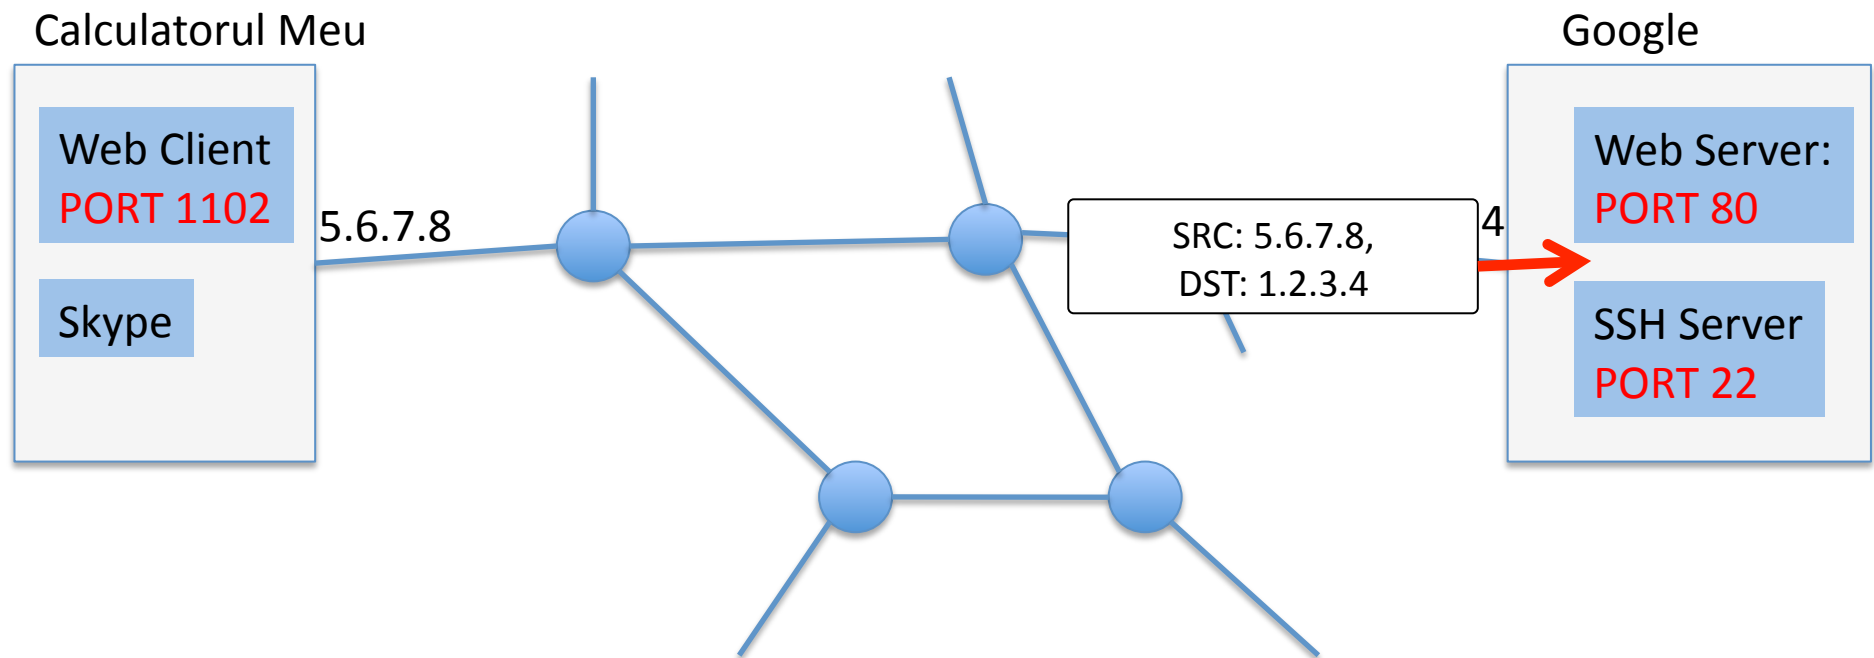 Calculatorul Meu
Google
Web Client
PORT 1102
Skype
5.6.7.8
SRC: 5.6.7.8,
DST: 1.2.3.4
4
Web Server:
PORT 80
SSH Server
PORT 22